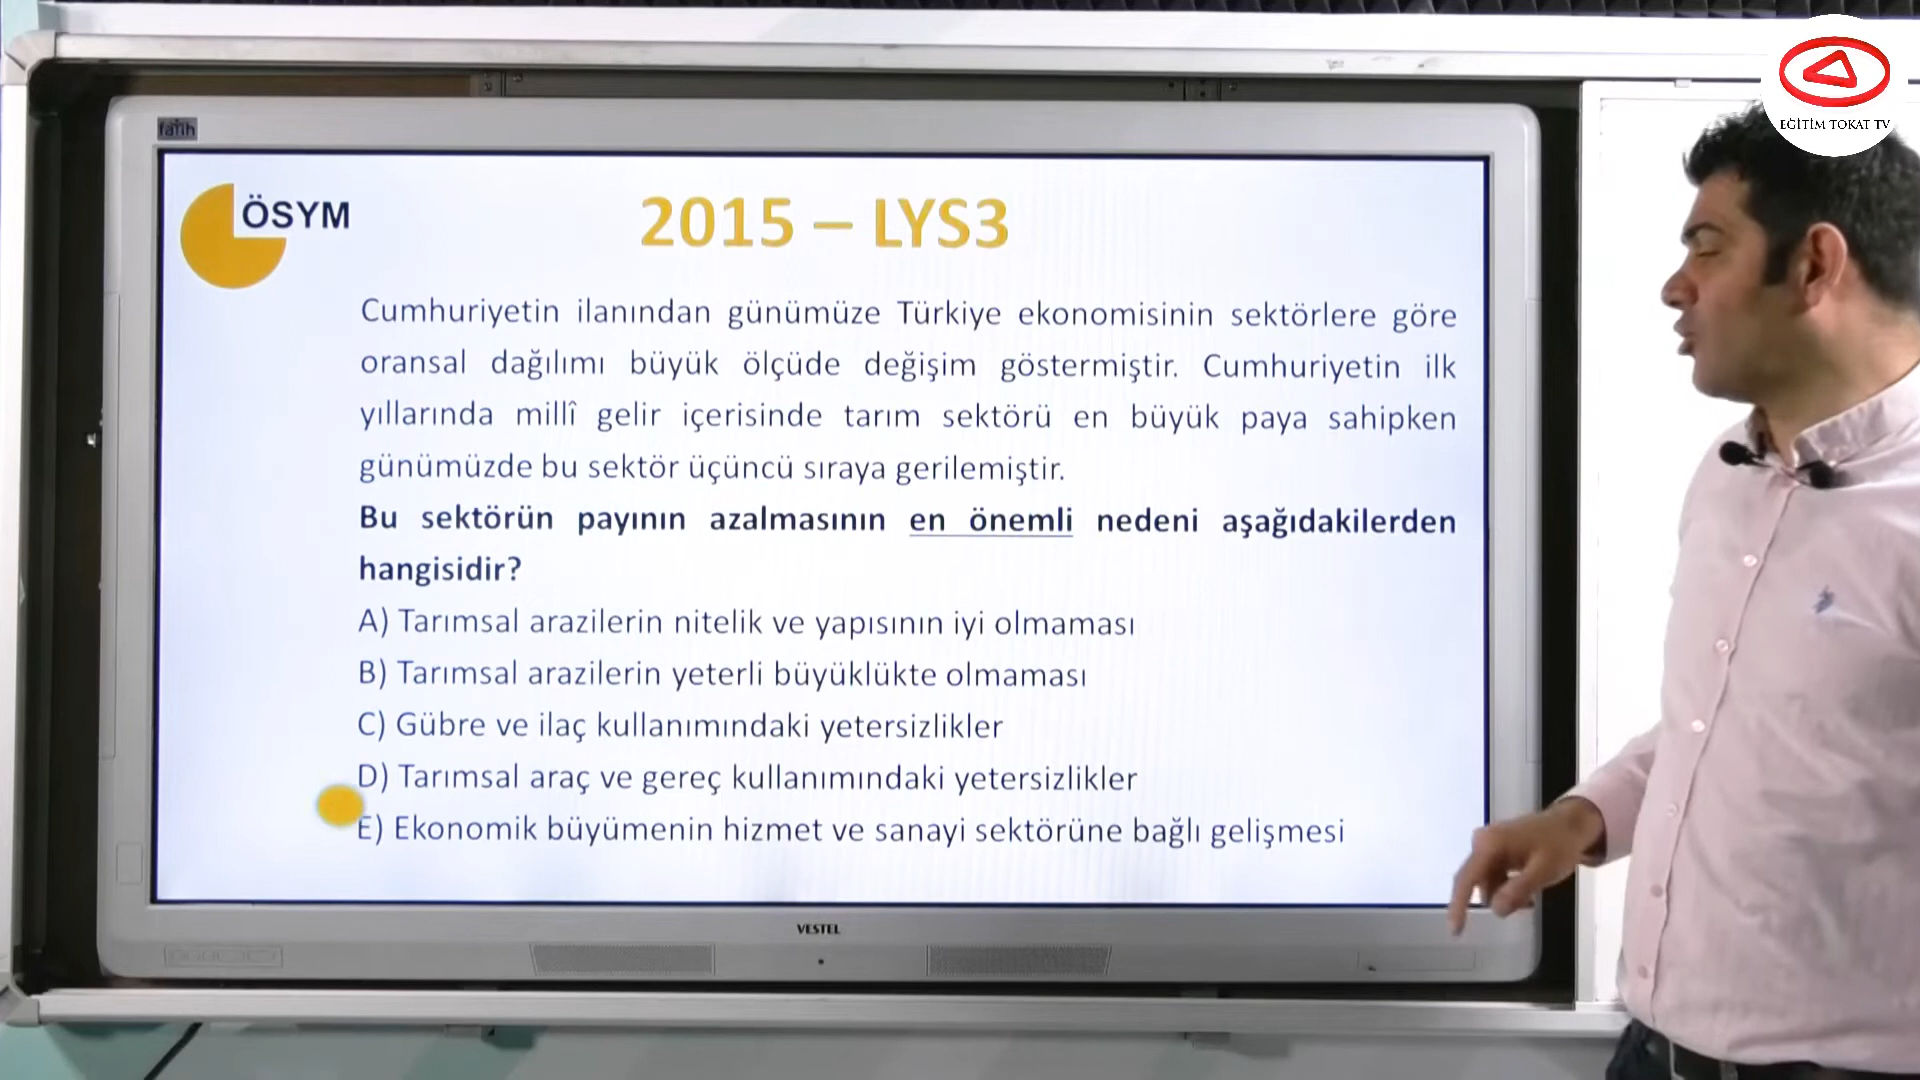 EĞİTİM TOKAT TV
fatih
ÖSYM
2015 – LYS3
Cumhuriyetin ilanından günümüze Türkiye ekonomisinin sektörlere göre
oransal dağılımı büyük ölçüde değişim göstermiştir. Cumhuriyetin ilk
yıllarında millî gelir içerisinde tarım sektörü en büyük paya sahipken
günümüzde bu sektör üçüncü sıraya gerilemiştir.
Bu sektörün payının azalmasının en önemli nedeni aşağıdakilerden
hangisidir?
A) Tarımsal arazilerin nitelik ve yapısının iyi olmaması
B) Tarımsal arazilerin yeterli büyüklükte olmaması
C) Gübre ve ilaç kullanımındaki yetersizlikler
D) Tarımsal araç ve gereç kullanımındaki yetersizlikler
E) Ekonomik büyümenin hizmet ve sanayi sektörüne bağlı gelişmesi
VESTEL